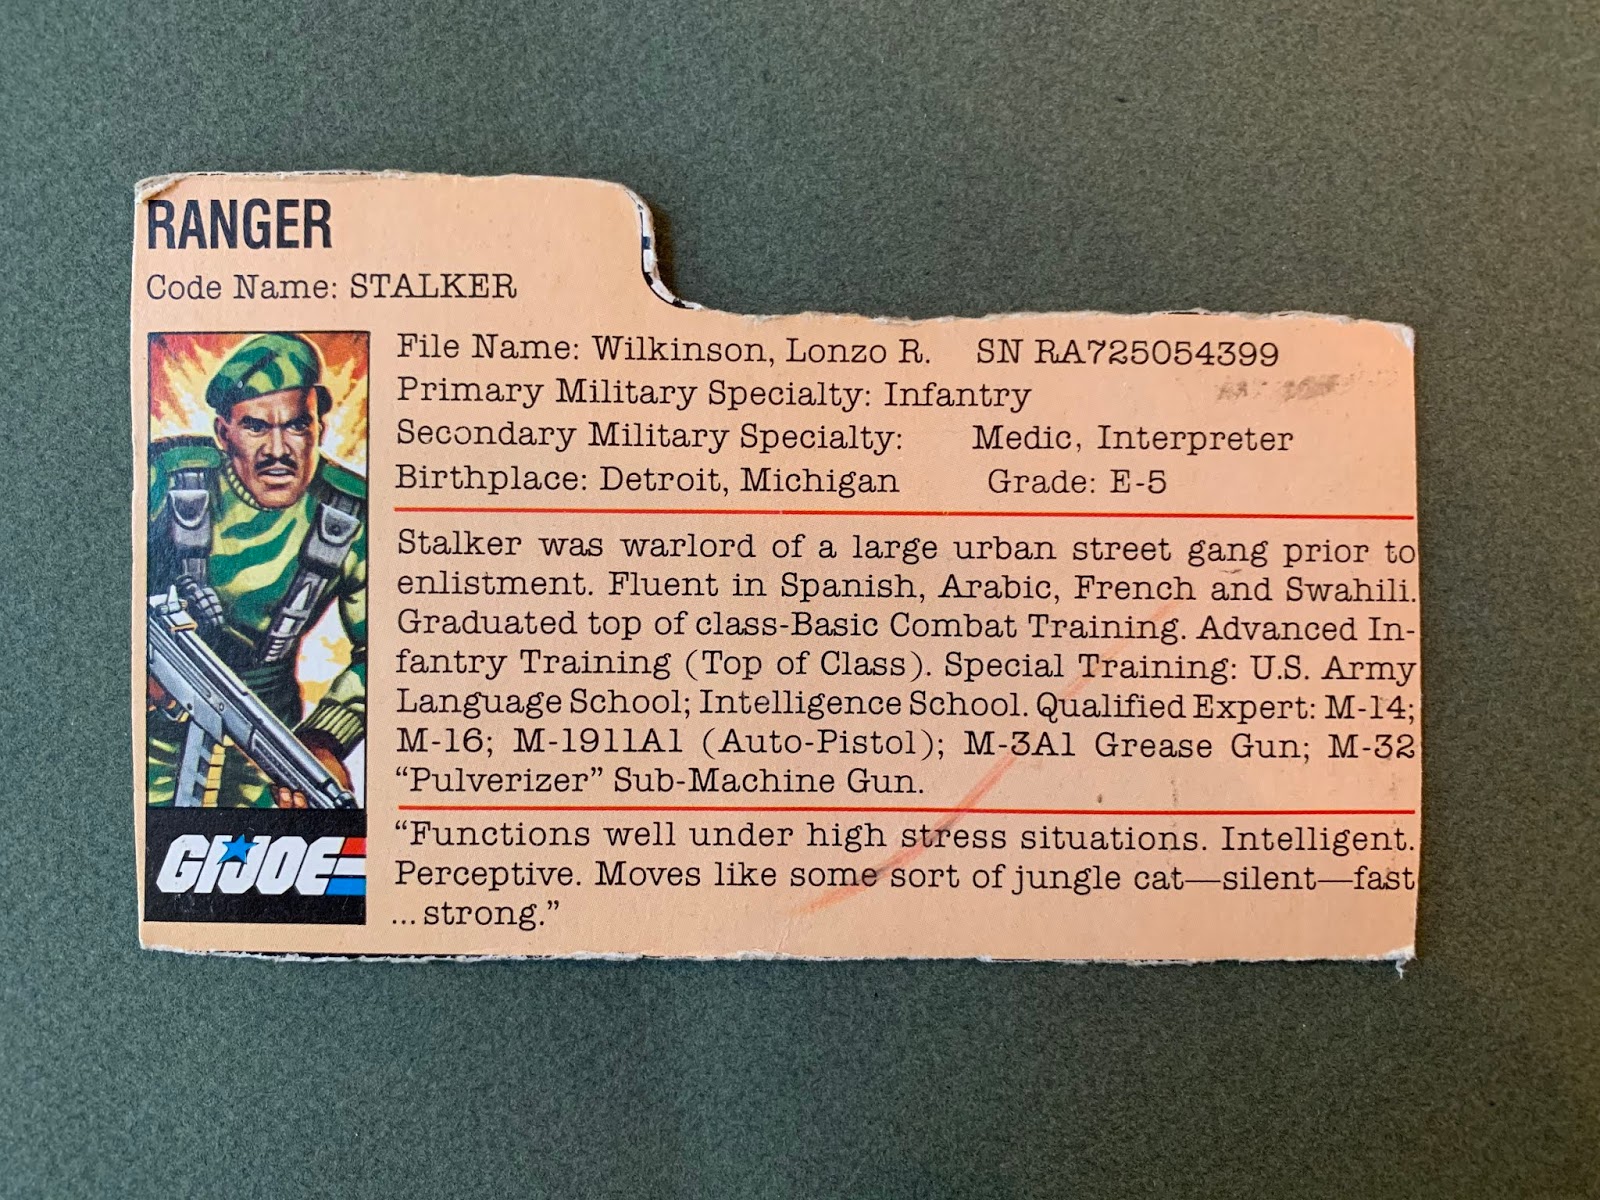 RANGER
Code Name: STALKER
File Name: Wilkinson, Lonzo R. SN RA725054399
Primary Military Specialty: Infantry
Secondary Military Specialty: Medic, Interpreter
Birthplace: Detroit, Michigan Grade: E-5
Stalker was warlord of a large urban street gang prior to
enlistment. Fluent in Spanish, Arabic, French and Swahili.
Graduated top of class-Basic Combat Training. Advanced In-
fantry Training (Top of Class). Special Training: U.S. Army
Language School; Intelligence School. Qualified Expert: M-14;
M-16; M-1911A1 (Auto-Pistol); M-3A1 Grease Gun; M-32
“Pulverizer” Sub-Machine Gun.
“Functions well under high stress situations. Intelligent.
Perceptive. Moves like some sort of jungle cat—silent—fast
...strong.”
GI JOE